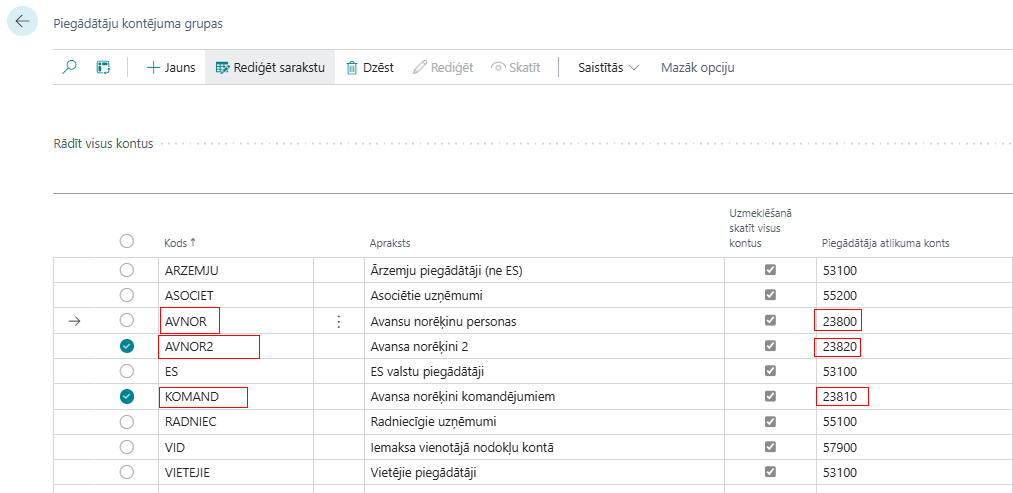 Piegādātāju kontējuma grupas
Jauns Rediģēt sarakstu Dzēst Rediģēt Skatīt Saistītās Mazāk opciju
Rādīt visus kontus
Kods ↑ Apraksts Uzmeklēšanā skatīt visus kontus Piegādātāja atlikuma konts
ARZEMJU Ārzemju piegādātāji (ne ES) 53100
ASOCIET Asociētie uzņēmumi 55200
AVNOR Avansu norēķinu personas 23800
AVNOR2 Avansa norēķini 2 23820
ES ES valstu piegādātāji 53100
KOMAND Avansa norēķini komandējumiem 23810
RADNIEC Radniecīgie uzņēmumi 55100
VID Iemaksa vienotājā nodokļu kontā 57900
VIETEJIE Vietējie piegādātāji 53100